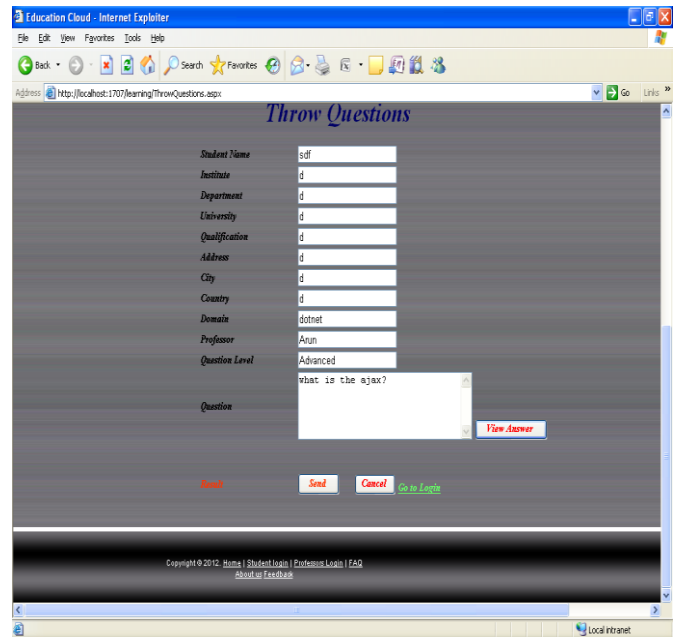 Education Cloud - Internet Exploiter
File Edit View Favorites Tools Help
Back Search Favorites
Address http://localhost:1707/learning/ThrowQuestions.aspx Go Links »
Throw Questions
Student Name sdf
Institute d
Department d
University d
Qualification d
Address d
City d
Country d
Domain dotnet
Professor Arun
Question Level Advanced
what is the ajax?
Question
View Answer
Result Send Cancel Go to Login
Copyright © 2012. Home | Student login | Professors Login | FAQ
About us Feedback
Local intranet